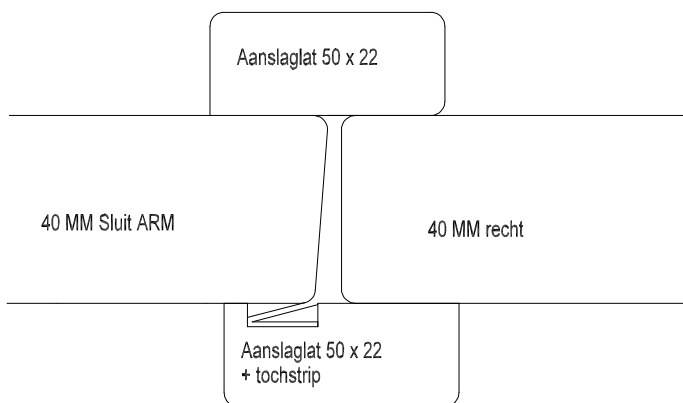 Aanslaglat 50 x 22
40 MM Sluit ARM
40 MM recht
Aanslaglat 50 x 22
+ tochstrip